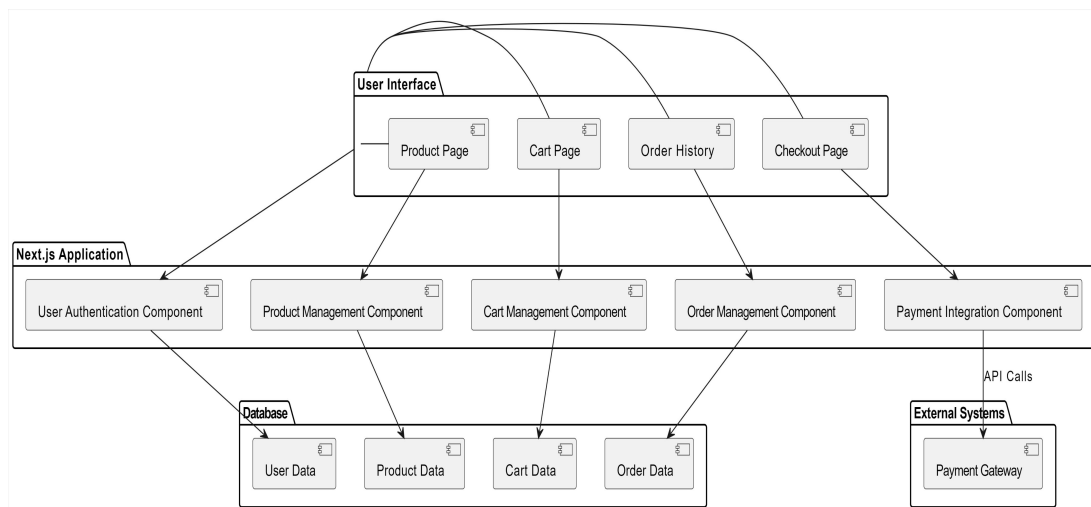 User Interface
Product Page
Cart Page
Order History
Checkout Page
Next.js Application
User Authentication Component
Product Management Component
Cart Management Component
Order Management Component
Payment Integration Component
API Calls
Database
External Systems
User Data
Product Data
Cart Data
Order Data
Payment Gateway